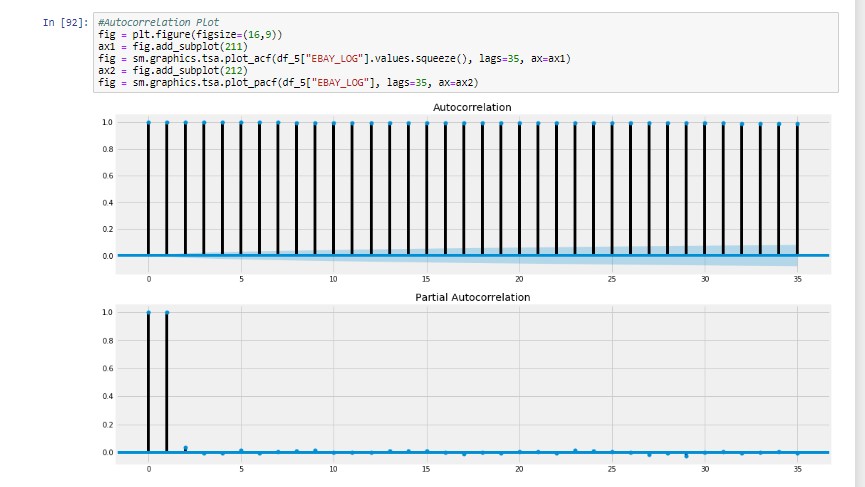 In [92]: #Autocorrelation Plot
fig = plt.figure(figsize=(16,9))
ax1 = fig.add_subplot(211)
fig = sm.graphics.tsa.plot_acf(df_5["EBAY_LOG"].values.squeeze(), lags=35, ax=ax1)
ax2 = fig.add_subplot(212)
fig = sm.graphics.tsa.plot_pacf(df_5["EBAY_LOG"], lags=35, ax=ax2)
Autocorrelation
1.0
0.8
0.6
0.4
0.2
0.0
0 5 10 15 20 25 30 35
Partial Autocorrelation
1.0
0.8
0.6
0.4
0.2
0.0
0 5 10 15 20 25 30 35